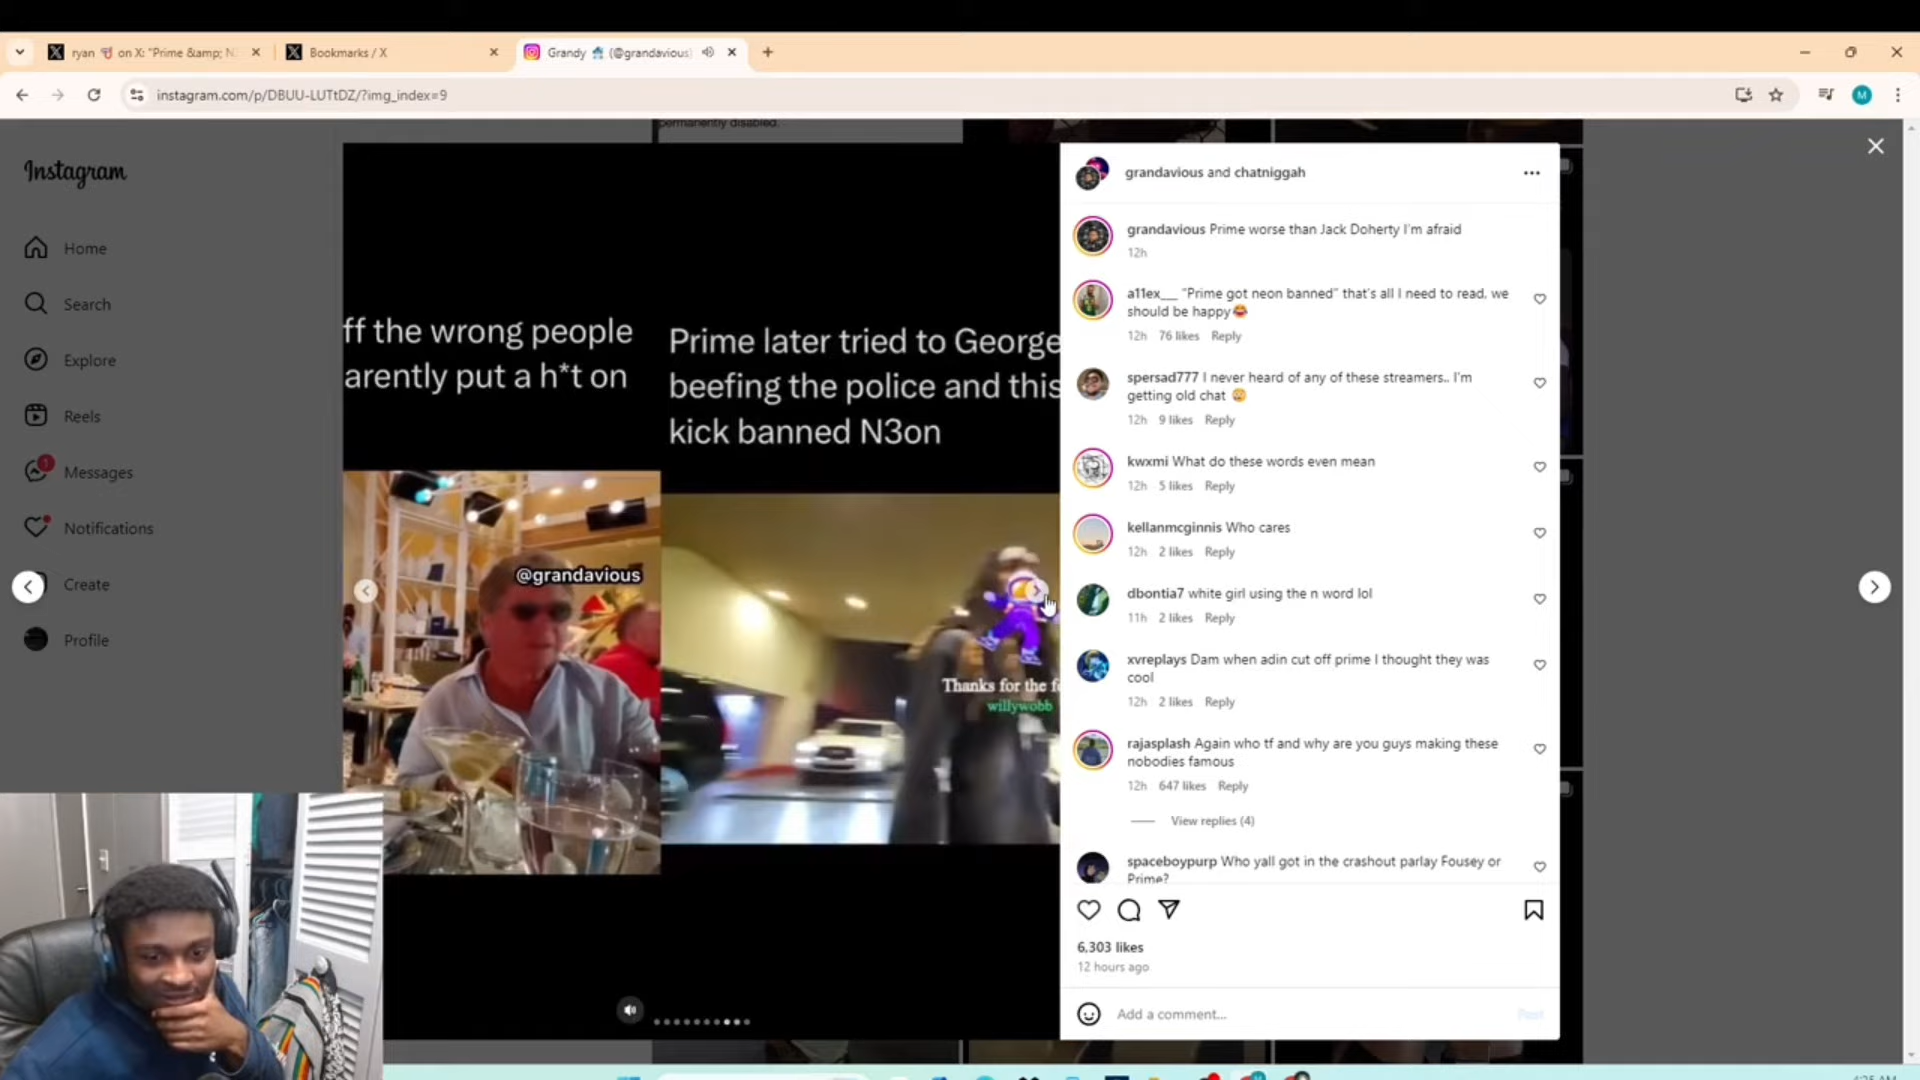 ryan on X: "Prime &amp; N
Bookmarks / X
Grandy (@grandavious)
instagram.com/p/DBUU-LUTtDZ/?img_index=9
M
permanently disabled.
Instagram
Home
Search
Explore
Reels
1
Messages
Notifications
Create
Profile
ff the wrong people
arently put a h*t on
@grandavious
Prime later tried to George
beefing the police and this
kick banned N3on
Thanks for the f
willywobb
grandavious and chatniggah
grandavious Prime worse than Jack Doherty I'm afraid
12h
a11ex__ "Prime got neon banned" that's all I need to read, we
should be happy😂
12h 76 likes Reply
spersad777 I never heard of any of these streamers.. I'm
getting old chat 😩
12h 9 likes Reply
kwxmi What do these words even mean
12h 5 likes Reply
kellanmcginnis Who cares
12h 2 likes Reply
dbontia7 white girl using the n word lol
11h 2 likes Reply
xvreplays Dam when adin cut off prime I thought they was
cool
12h 2 likes Reply
rajasplash Again who tf and why are you guys making these
nobodies famous
12h 647 likes Reply
View replies (4)
spaceboypurp Who yall got in the crashout parlay Fousey or
Prime?
6,303 likes
12 hours ago
Add a comment...
Post
4:25 AM